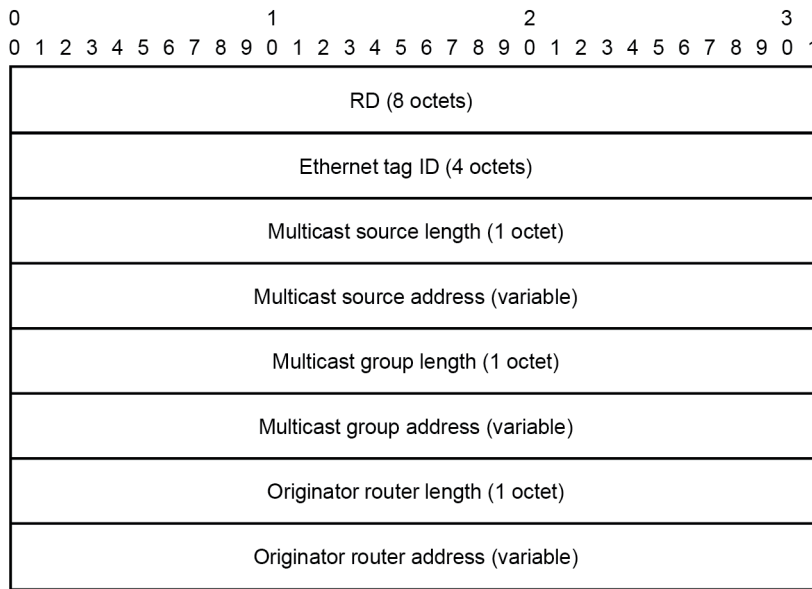 0 1 2 3
0 1 2 3 4 5 6 7 8 9 0 1 2 3 4 5 6 7 8 9 0 1 2 3 4 5 6 7 8 9 0 1
RD (8 octets)
Ethernet tag ID (4 octets)
Multicast source length (1 octet)
Multicast source address (variable)
Multicast group length (1 octet)
Multicast group address (variable)
Originator router length (1 octet)
Originator router address (variable)